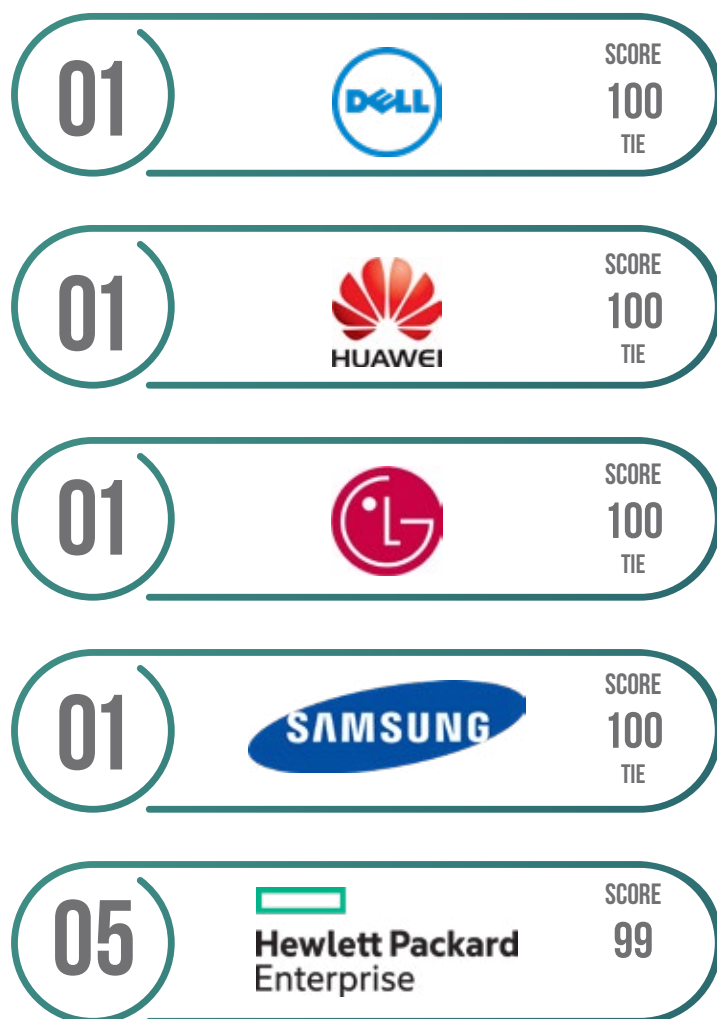 01
DELL
SCORE
100
TIE
01
HUAWEI
SCORE
100
TIE
01
LG
SCORE
100
TIE
01
SAMSUNG
SCORE
100
TIE
05
Hewlett Packard
Enterprise
SCORE
99